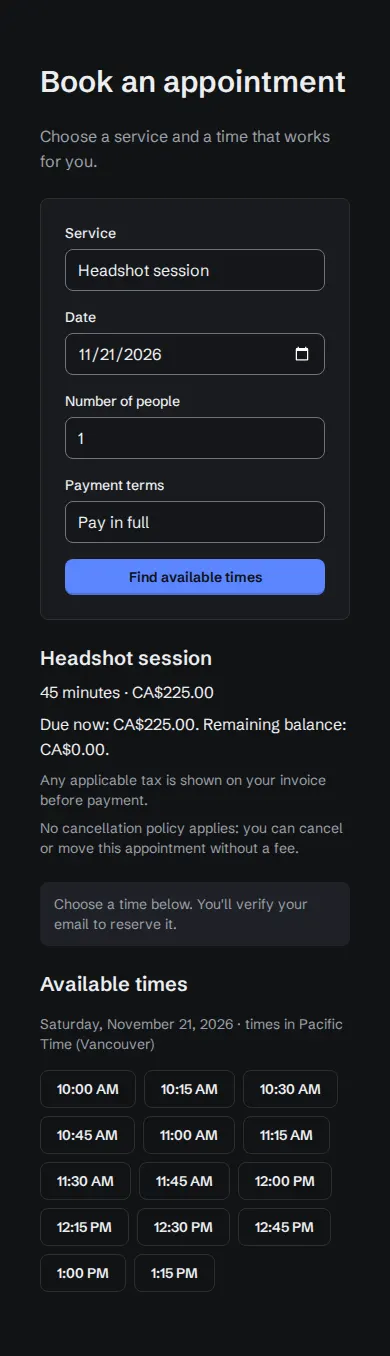 Book an appointment
Choose a service and a time that works
for you.
Service
Headshot session
Date
11/21/2026
Number of people
1
Payment terms
Pay in full
Find available times
Headshot session
45 minutes · CA$225.00
Due now: CA$225.00. Remaining balance:
CA$0.00.
Any applicable tax is shown on your invoice
before payment.
No cancellation policy applies: you can cancel
or move this appointment without a fee.
Choose a time below. You'll verify your
email to reserve it.
Available times
Saturday, November 21, 2026 · times in Pacific
Time (Vancouver)
10:00 AM 10:15 AM 10:30 AM
10:45 AM 11:00 AM 11:15 AM
11:30 AM 11:45 AM 12:00 PM
12:15 PM 12:30 PM 12:45 PM
1:00 PM 1:15 PM